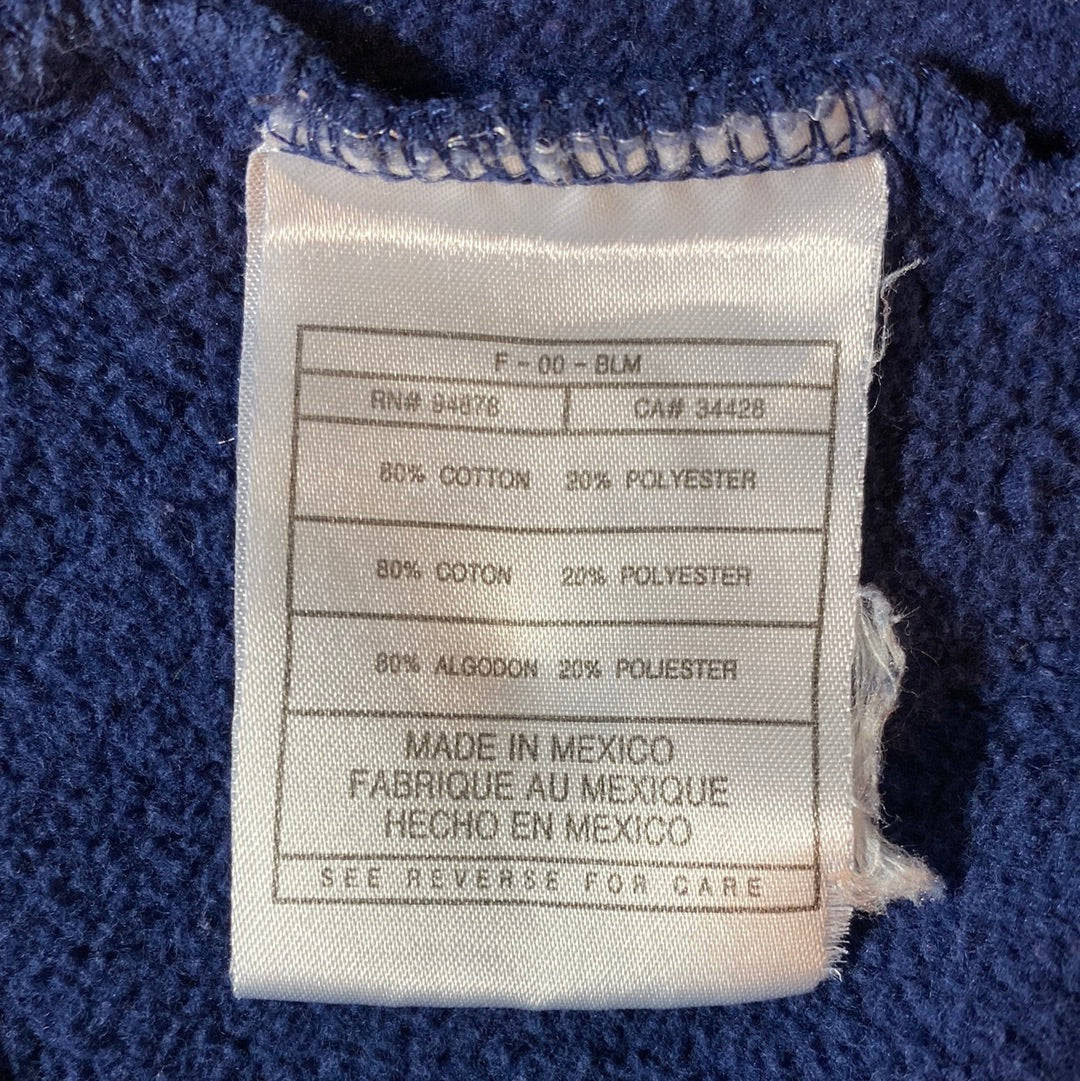 F - 00 - BLM
RN# 94678 CA# 34428
80% COTTON 20% POLYESTER
80% COTON 20% POLYESTER
80% ALGODON 20% POLIESTER
MADE IN MEXICO
FABRIQUE AU MEXIQUE
HECHO EN MEXICO
SEE REVERSE FOR CARE